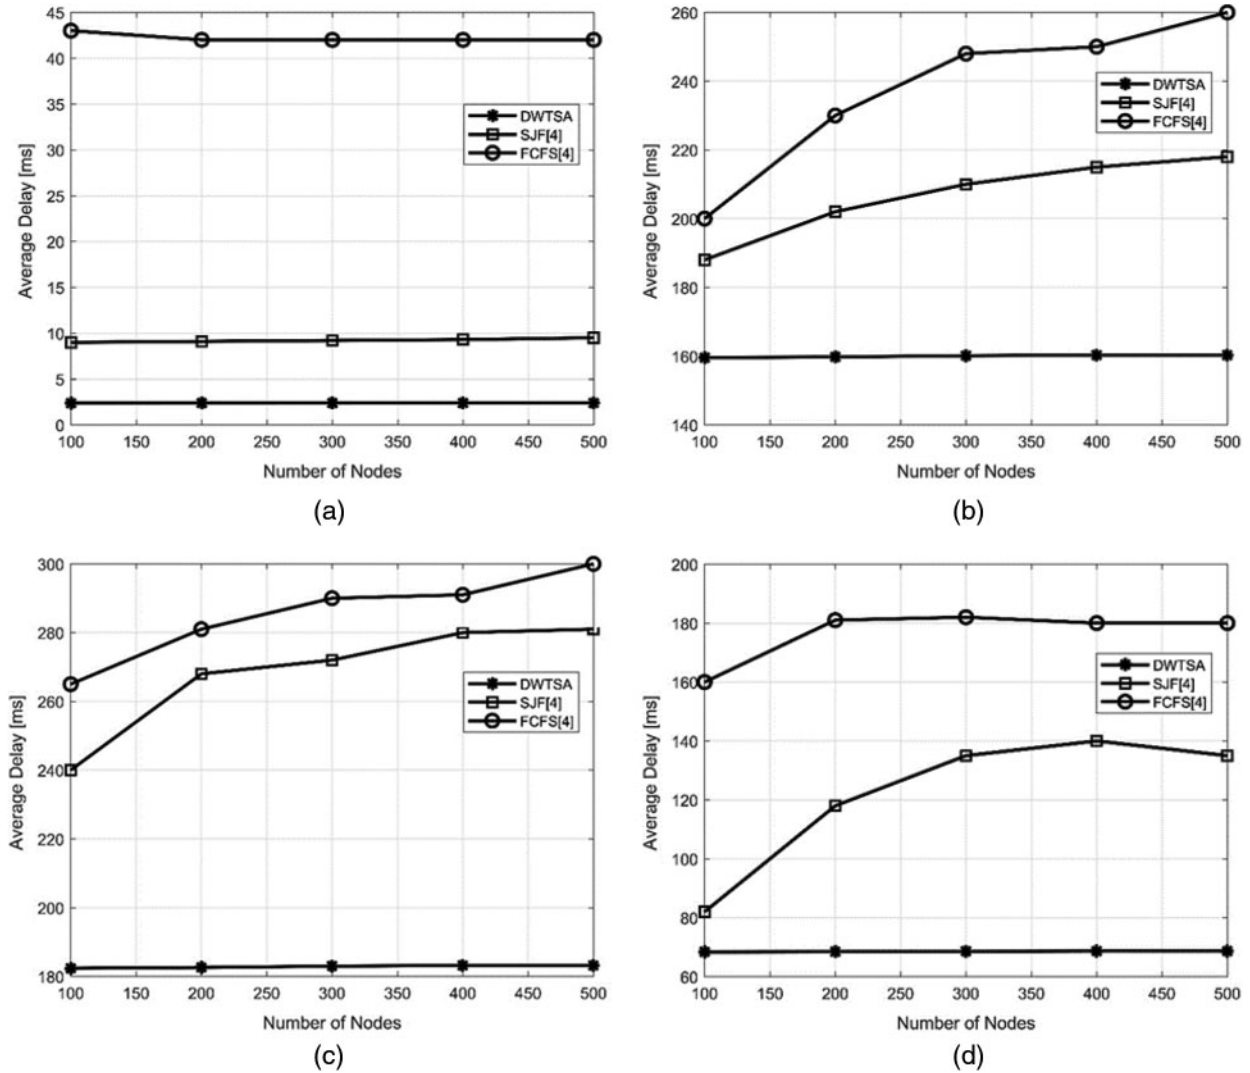 45
40
35
30
25
20
15
10
5
0
Average Delay [ms]
DWTSA
SJF[4]
FCFS[4]
100 150 200 250 300 350 400 450 500
Number of Nodes
(a)
260
240
220
200
180
160
140
Average Delay [ms]
DWTSA
SJF[4]
FCFS[4]
100 150 200 250 300 350 400 450 500
Number of Nodes
(b)
300
280
260
240
220
200
180
Average Delay [ms]
DWTSA
SJF[4]
FCFS[4]
100 150 200 250 300 350 400 450 500
Number of Nodes
(c)
200
180
160
140
120
100
80
60
Average Delay [ms]
DWTSA
SJF[4]
FCFS[4]
100 150 200 250 300 350 400 450 500
Number of Nodes
(d)